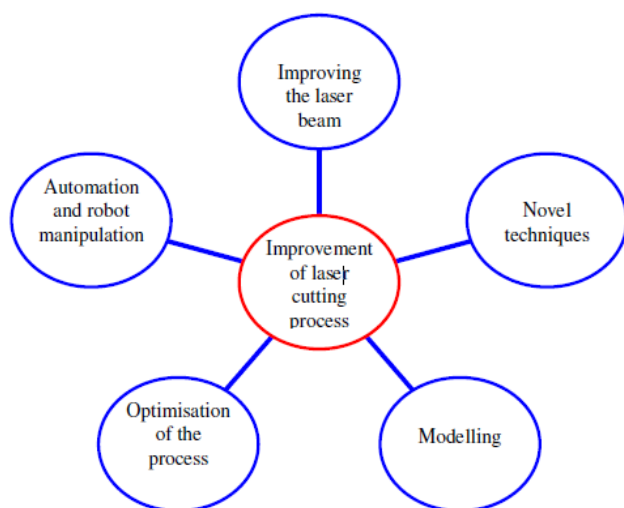 Improving
the laser
beam
Automation
and robot
manipulation
Novel
techniques
Improvement
of laser
cutting
process
Optimisation
of the
process
Modelling